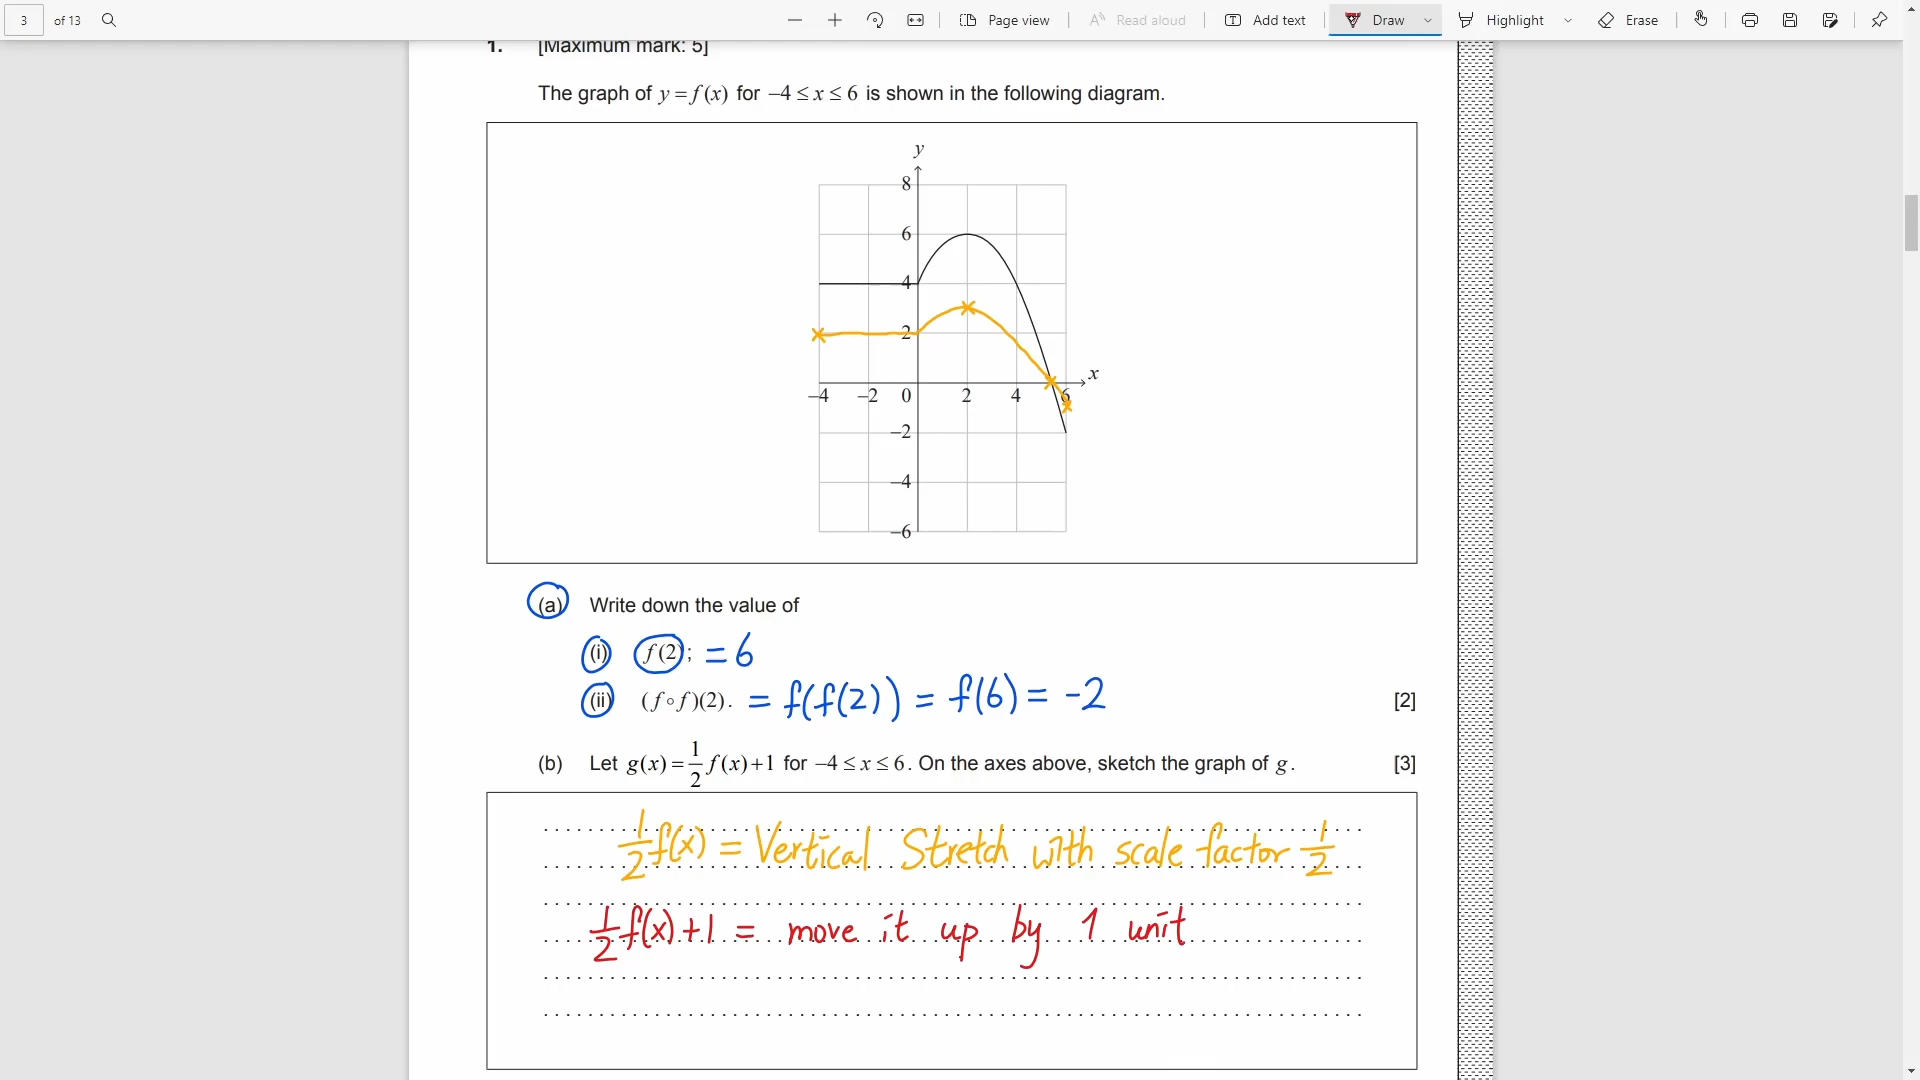 3 of 13 Page view Read aloud Add text Draw Highlight Erase
1. [Maximum mark: 5]
The graph of y = f(x) for −4 ≤ x ≤ 6 is shown in the following diagram.
y
8
6
4
2
x
−4 −2 0 2 4 6
−2
−4
−6
(a) Write down the value of
(i) f(2); = 6
(ii) (f∘f)(2). = f(f(2)) = f(6) = -2 [2]
(b) Let g(x) = 1/2 f(x) + 1 for −4 ≤ x ≤ 6. On the axes above, sketch the graph of g. [3]
1/2 f(x) = Vertical Stretch with scale factor 1/2
1/2 f(x) + 1 = move it up by 1 unit